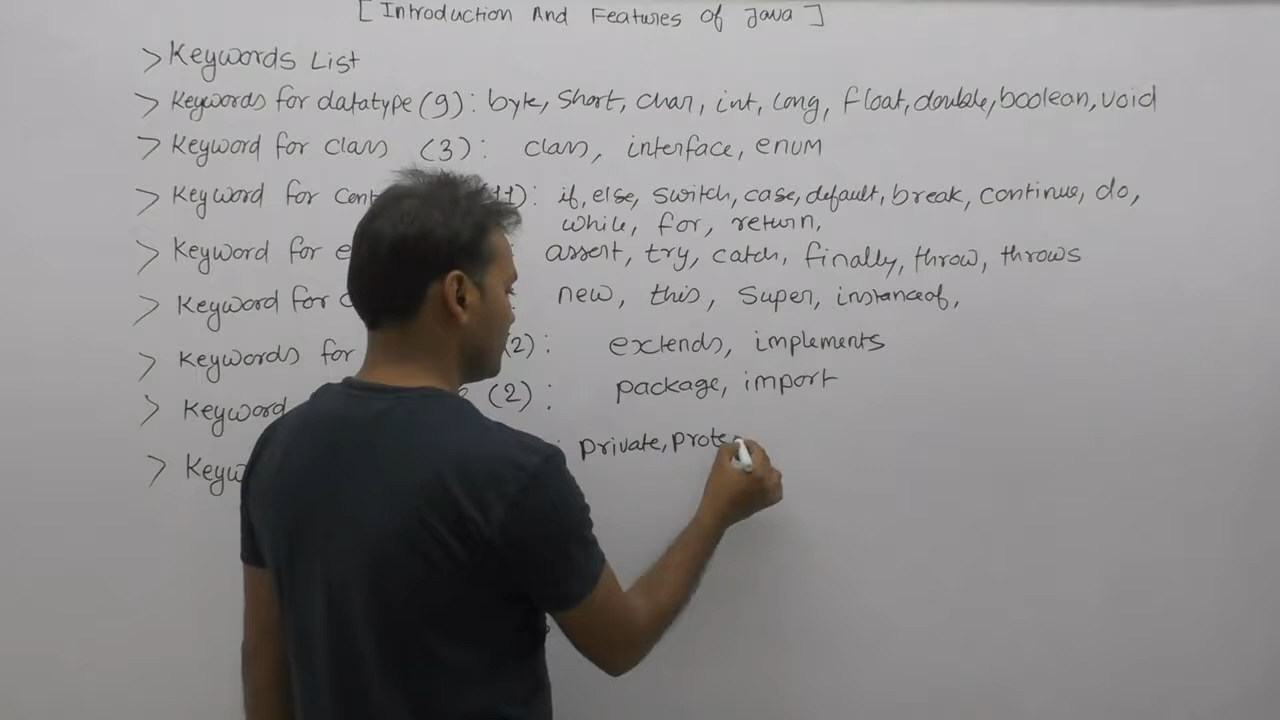 [ Introduction And Features of Java ]
> Keywords List
> Keywords for datatype (9) : byte, short, char, int, long, float, double, boolean, void
> Keyword for class (3) : class, interface, enum
> Keyword for cont (11) : if, else, switch, case, default, break, continue, do,
while, for, return,
> Keyword for e assert, try, catch, finally, throw, throws
> Keyword for : new, this, super, instanceof,
> Keywords for (2) : extends, implements
> Keyword (2) : package, import
> Keyw : private, prote